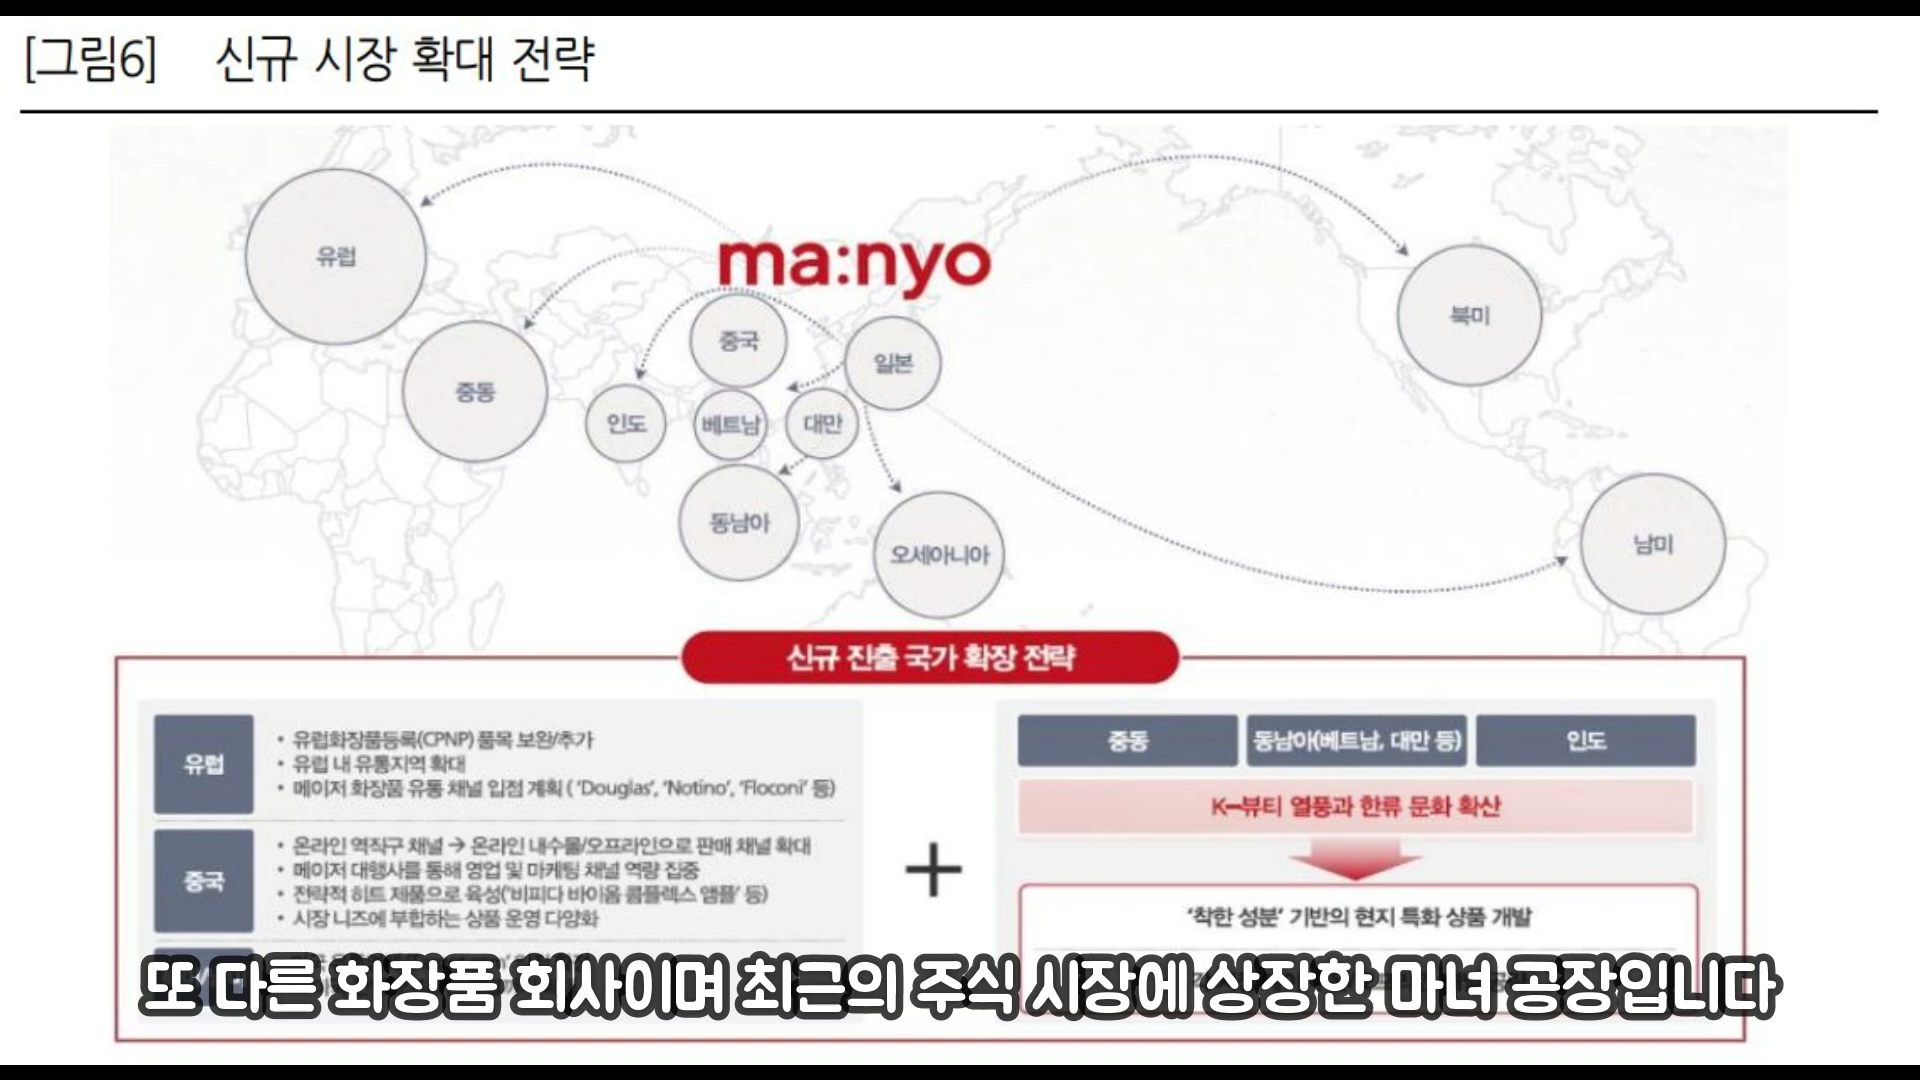 [그림6] 신규 시장 확대 전략
ma:nyo
유럽
중동
인도
중국
베트남
대만
일본
동남아
오세아니아
북미
남미
신규 진출 국가 확장 전략
유럽
• 유럽화장품등록(CPNP) 품목 보완/추가
• 유럽 내 유통지역 확대
• 메이저 화장품 유통 채널 입점 계획 ( 'Douglas', 'Notino', 'Floconi' 등)
중국
• 온라인 역직구 채널 → 온라인 내수몰/오프라인으로 판매 채널 확대
• 메이저 대행사를 통해 영업 및 마케팅 채널 역량 집중
• 전략적 히트 제품으로 육성('비피다 바이옴 콤플렉스 앰플' 등)
• 시장 니즈에 부합하는 상품 운영 다양화
+
중동
동남아(베트남, 대만 등)
인도
K-뷰티 열풍과 한류 문화 확산
'착한 성분' 기반의 현지 특화 상품 개발
또 다른 화장품 회사이며 최근의 주식 시장에 상장한 마녀 공장입니다